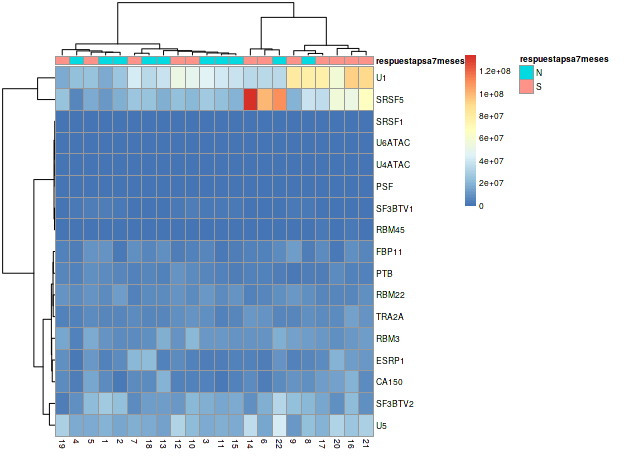 respuestapsa7meses
U1
SRSF5
SRSF1
U6ATAC
U4ATAC
PSF
SF3BTV1
RBM45
FBP11
PTB
RBM22
TRA2A
RBM3
ESRP1
CA150
SF3BTV2
U5
19 4 5 1 2 7 18 13 12 10 3 11 15 14 6 22 9 8 17 20 16 21
1.2e+08
1e+08
8e+07
6e+07
4e+07
2e+07
0
respuestapsa7meses
N
S